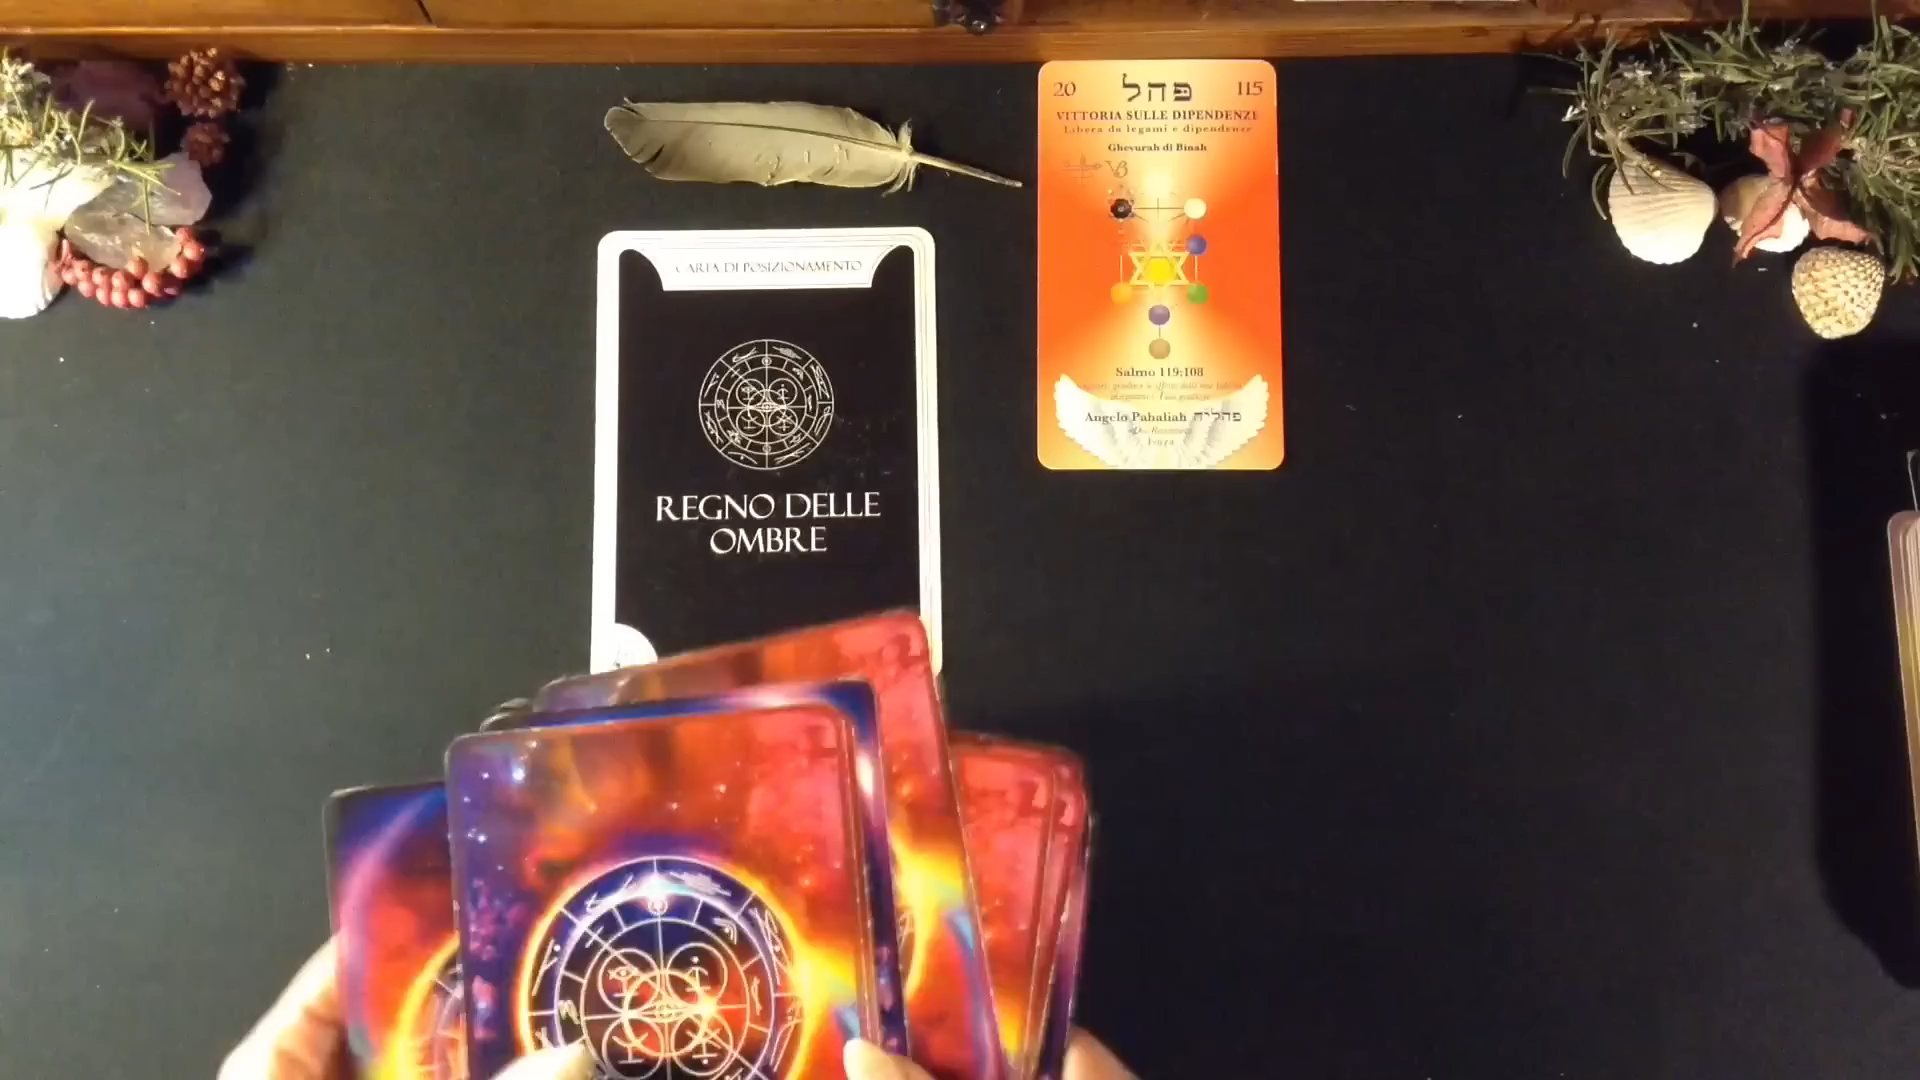 CARTA DI POSIZIONAMENTO
REGNO DELLE
OMBRE
20 פהל 115
VITTORIA SULLE DIPENDENZE
Libera da legami e dipendenze
Ghevurah di Binah
Salmo 119:108
Angelo Pahaliah פהליה